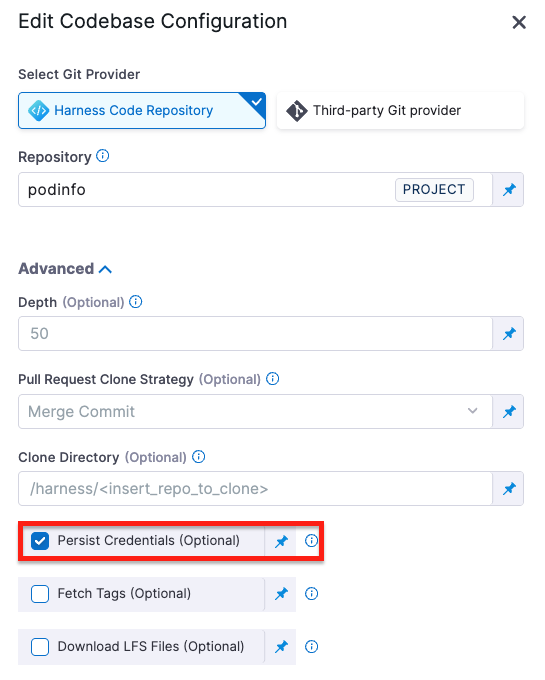 Edit Codebase Configuration
Select Git Provider
Harness Code Repository
Third-party Git provider
Repository
podinfo
PROJECT
Advanced
Depth (Optional)
50
Pull Request Clone Strategy (Optional)
Merge Commit
Clone Directory (Optional)
/harness/<insert_repo_to_clone>
Persist Credentials (Optional)
Fetch Tags (Optional)
Download LFS Files (Optional)